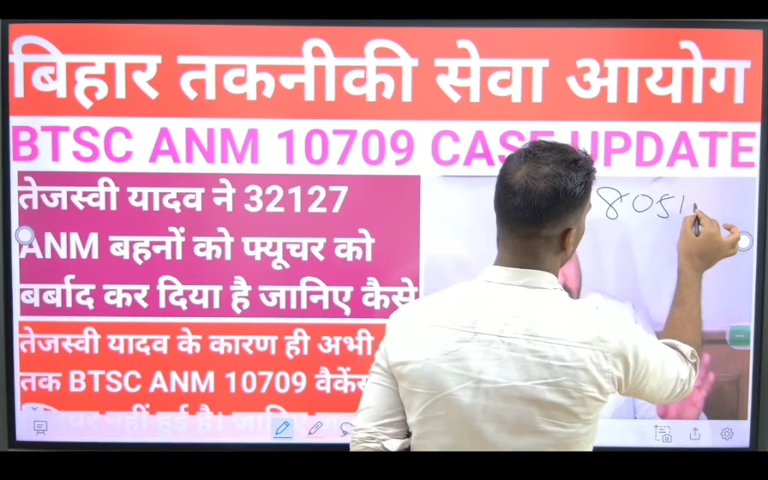 बिहार तकनीकी सेवा आयोग
BTSC ANM 10709 CASE UPDATE
तेजस्वी यादव ने 32127
ANM बहनों को फ्यूचर को
बर्बाद कर दिया है जानिए कैसे
8051
तेजस्वी यादव के कारण ही अभी
तक BTSC ANM 10709
नहीं हुई है। जानिए